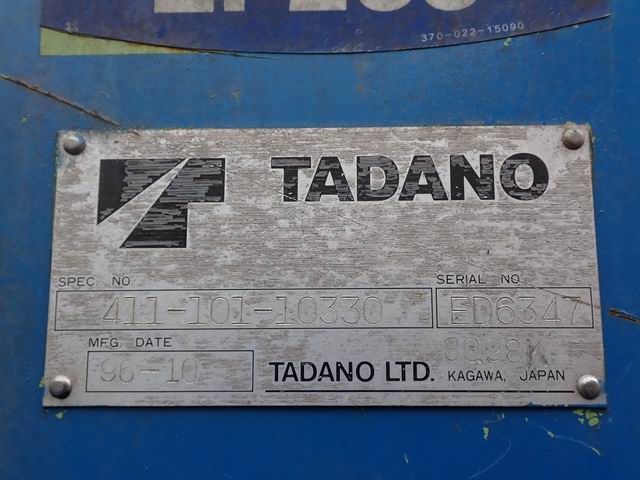 370-022-15090
TADANO
SPEC. NO.
SERIAL NO.
411-101-10330
ED6347
MFG. DATE
96-10
TADANO LTD.
KAGAWA, JAPAN